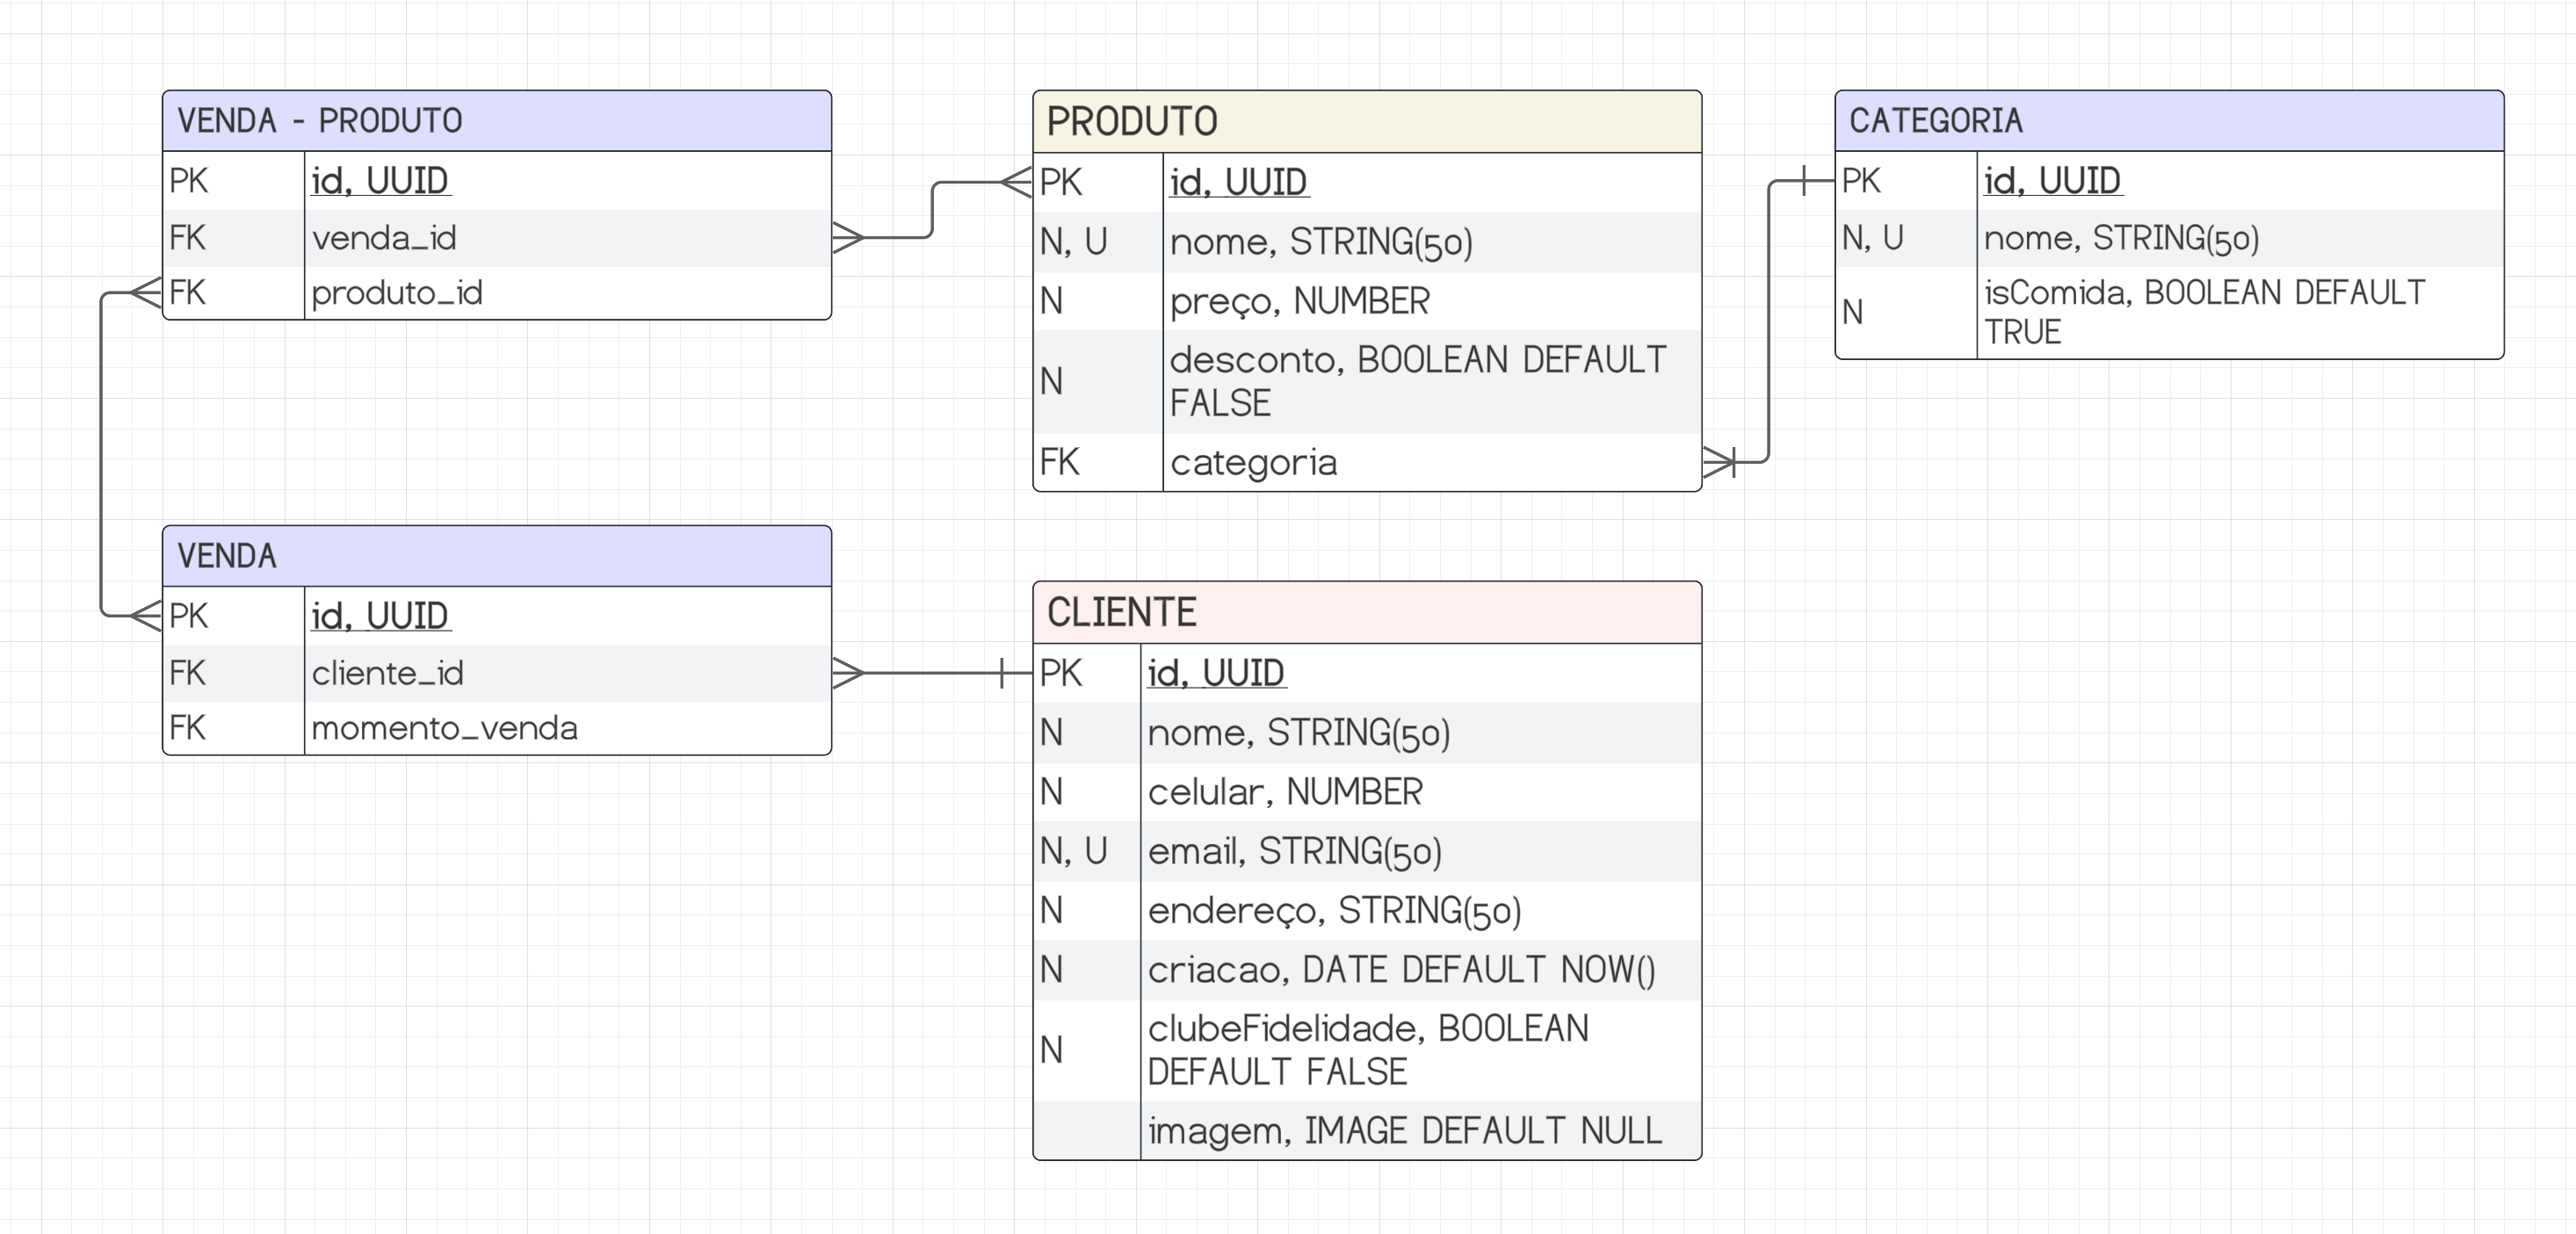 VENDA - PRODUTO
PK id, UUID
FK venda_id
FK produto_id
PRODUTO
PK id, UUID
N, U nome, STRING(50)
N preço, NUMBER
N desconto, BOOLEAN DEFAULT
FALSE
FK categoria
CATEGORIA
PK id, UUID
N, U nome, STRING(50)
N isComida, BOOLEAN DEFAULT
TRUE
VENDA
PK id, UUID
FK cliente_id
FK momento_venda
CLIENTE
PK id, UUID
N nome, STRING(50)
N celular, NUMBER
N, U email, STRING(50)
N endereço, STRING(50)
N criacao, DATE DEFAULT NOW()
N clubeFidelidade, BOOLEAN
DEFAULT FALSE
imagem, IMAGE DEFAULT NULL